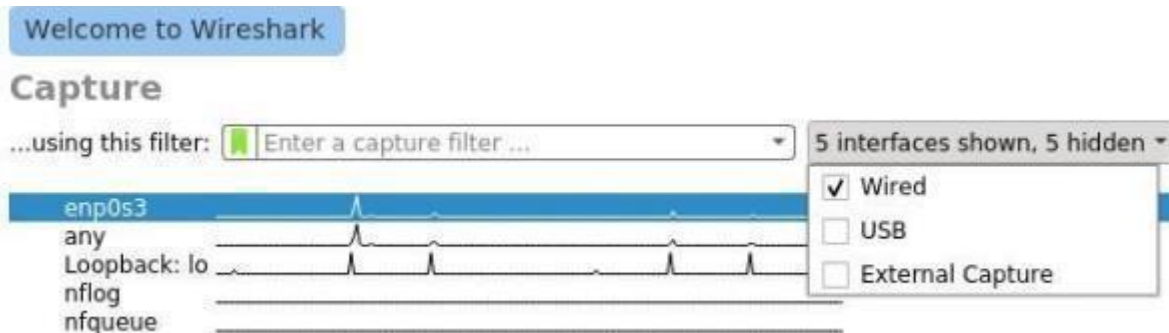 Welcome to Wireshark
Capture
...using this filter: Enter a capture filter ... 5 interfaces shown, 5 hidden
Wired
USB
External Capture
enp0s3
any
Loopback: lo
nflog
nfqueue